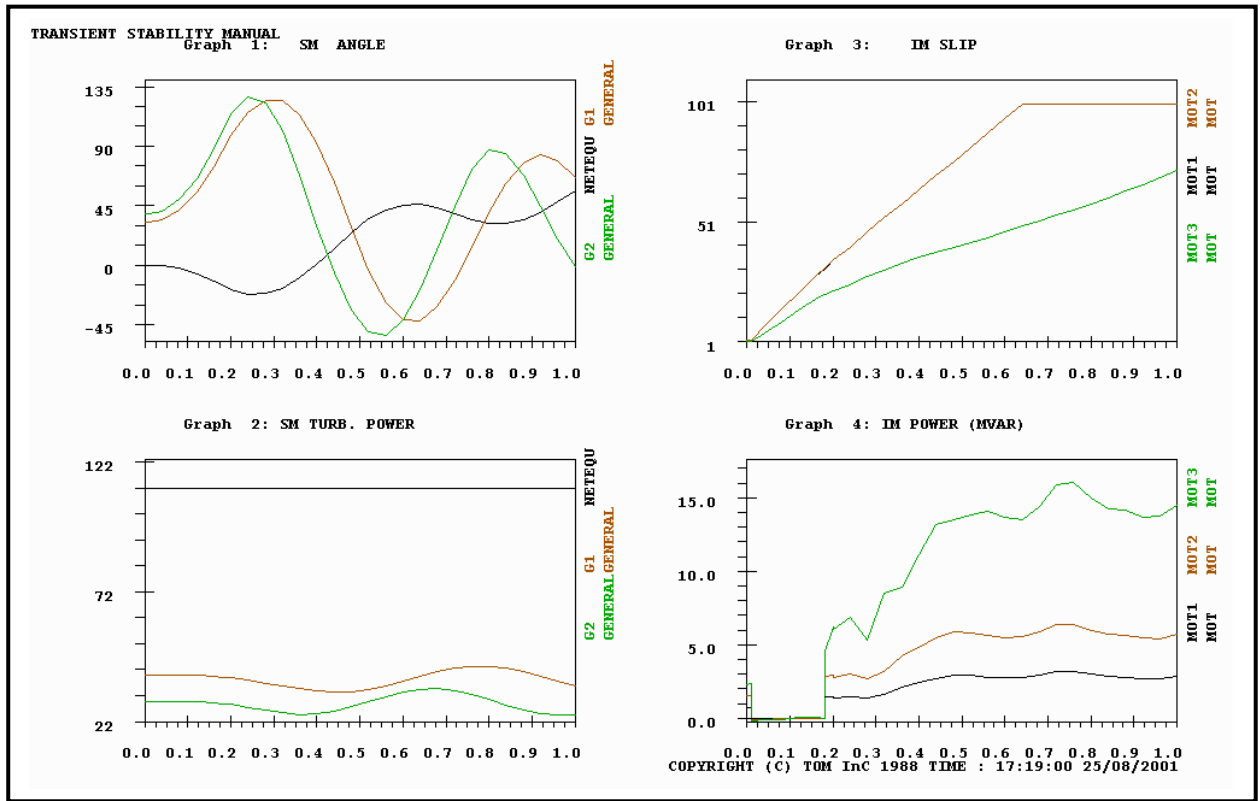 TRANSIENT STABILITY MANUAL
Graph 1: SM ANGLE
135
90
45
0
-45
0.0 0.1 0.2 0.3 0.4 0.5 0.6 0.7 0.8 0.9 1.0
G1 GENERAL
NETEQU
G2 GENERAL
Graph 3: IM SLIP
101
51
1
0.0 0.1 0.2 0.3 0.4 0.5 0.6 0.7 0.8 0.9 1.0
MOT2 MOT
MOT1 MOT
MOT3 MOT
Graph 2: SM TURB. POWER
122
72
22
0.0 0.1 0.2 0.3 0.4 0.5 0.6 0.7 0.8 0.9 1.0
NETEQU
G1 GENERAL
G2 GENERAL
Graph 4: IM POWER (MVAR)
15.0
10.0
5.0
0.0
0.0 0.1 0.2 0.3 0.4 0.5 0.6 0.7 0.8 0.9 1.0
MOT3 MOT
MOT2 MOT
MOT1 MOT
COPYRIGHT (C) TOM InC 1988 TIME : 17:19:00 25/08/2001